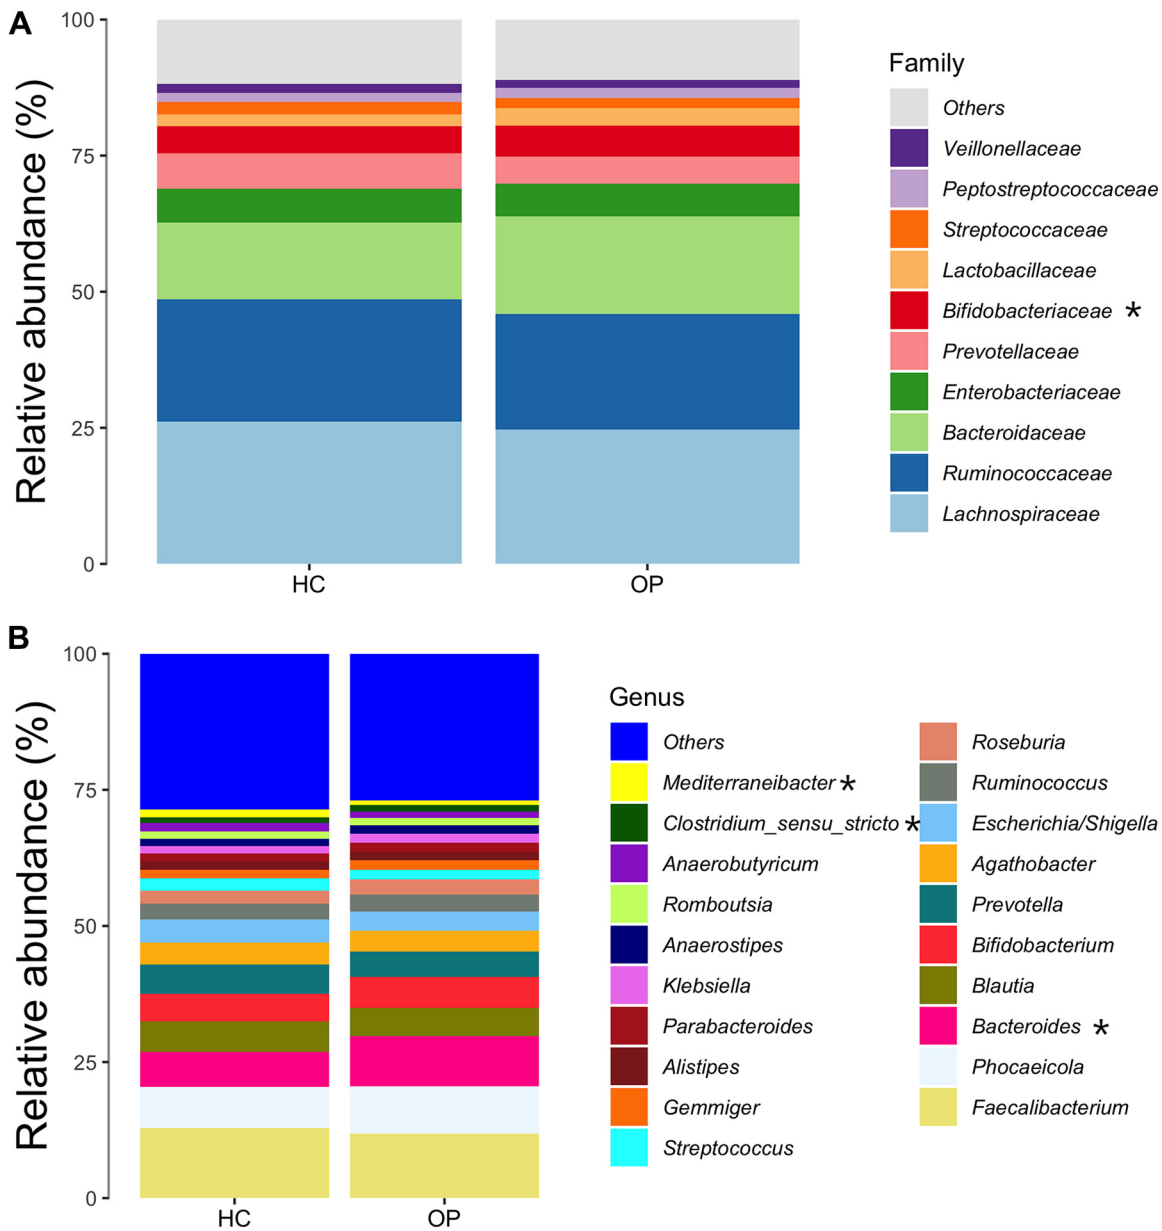 A
Relative abundance (%)
100
75
50
25
0
HC
OP
Family
Others
Veillonellaceae
Peptostreptococcaceae
Streptococcaceae
Lactobacillaceae
Bifidobacteriaceae *
Prevotellaceae
Enterobacteriaceae
Bacteroidaceae
Ruminococcaceae
Lachnospiraceae
B
Relative abundance (%)
100
75
50
25
0
HC
OP
Genus
Others
Mediterraneibacter *
Clostridium_sensu_stricto *
Anaerobutyricum
Romboutsia
Anaerostipes
Klebsiella
Parabacteroides
Alistipes
Gemmiger
Streptococcus
Roseburia
Ruminococcus
Escherichia/Shigella
Agathobacter
Prevotella
Bifidobacterium
Blautia
Bacteroides *
Phocaeicola
Faecalibacterium